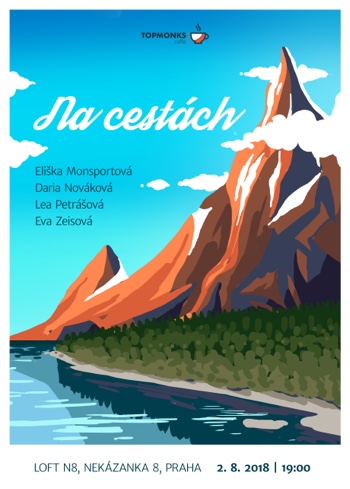 TOPMONKS
caffè
Na cestách
Eliška Monsportová
Daria Nováková
Lea Petrášová
Eva Zeisová
LOFT N8, NEKÁZANKA 8, PRAHA 2. 8. 2018 | 19:00